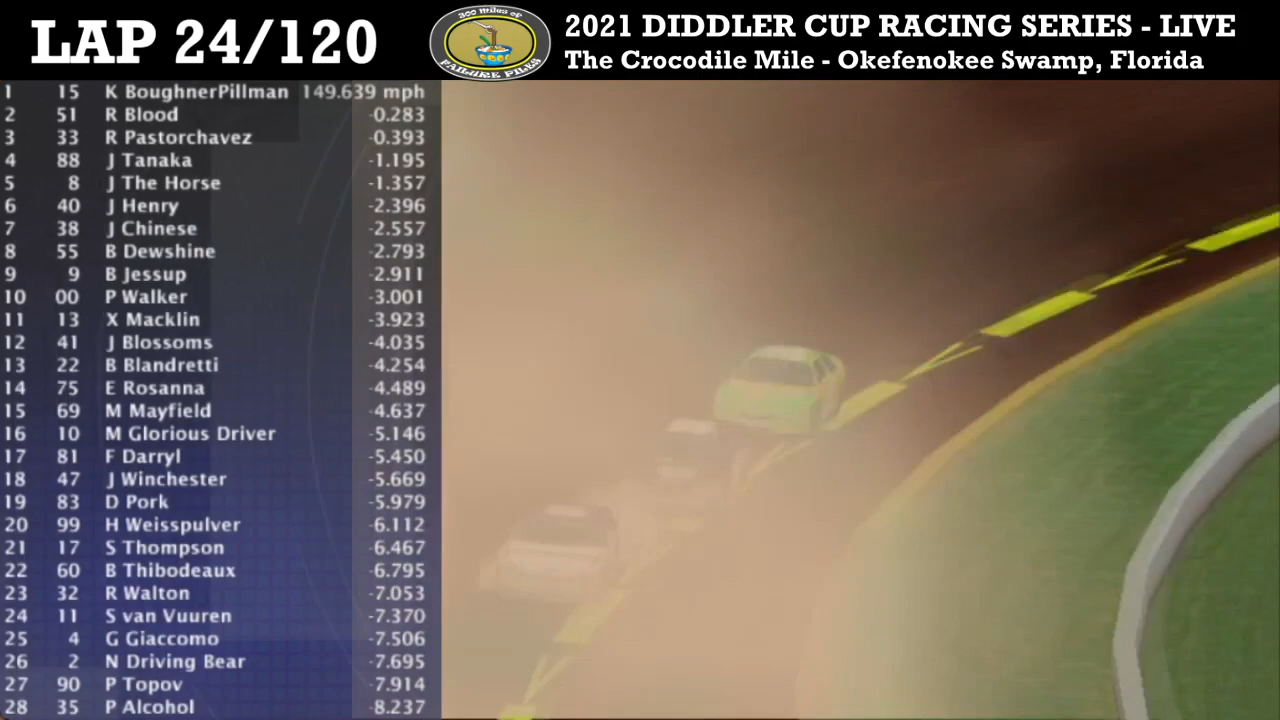 LAP 24/120
300 Miles of
FAILURE PILES
2021 DIDDLER CUP RACING SERIES - LIVE
The Crocodile Mile - Okefenokee Swamp, Florida
1 15 K BoughnerPillman 149.639 mph
2 51 R Blood -0.283
3 33 R Pastorchavez -0.393
4 88 J Tanaka -1.195
5 8 J The Horse -1.357
6 40 J Henry -2.396
7 38 J Chinese -2.557
8 55 B Dewshine -2.793
9 9 B Jessup -2.911
10 00 P Walker -3.001
11 13 X Macklin -3.923
12 41 J Blossoms -4.035
13 22 B Blandretti -4.254
14 75 E Rosanna -4.489
15 69 M Mayfield -4.637
16 10 M Glorious Driver -5.146
17 81 F Darryl -5.450
18 47 J Winchester -5.669
19 83 D Pork -5.979
20 99 H Weisspulver -6.112
21 17 S Thompson -6.467
22 60 B Thibodeaux -6.795
23 32 R Walton -7.053
24 11 S van Vuuren -7.370
25 4 G Giaccomo -7.506
26 2 N Driving Bear -7.695
27 90 P Topov -7.914
28 35 P Alcohol -8.237